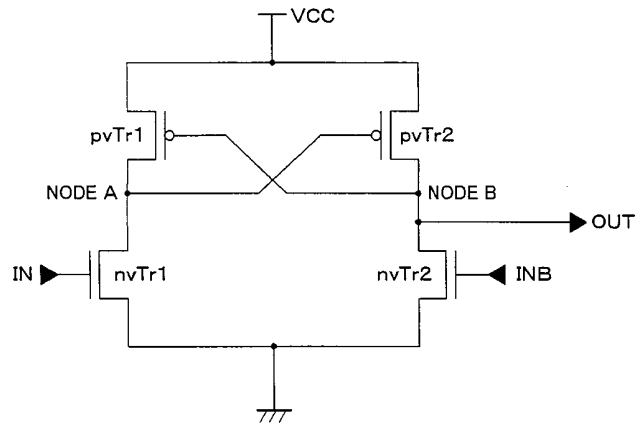 VCC
pvTr1
pvTr2
NODE A
NODE B
OUT
IN
nvTr1
nvTr2
INB